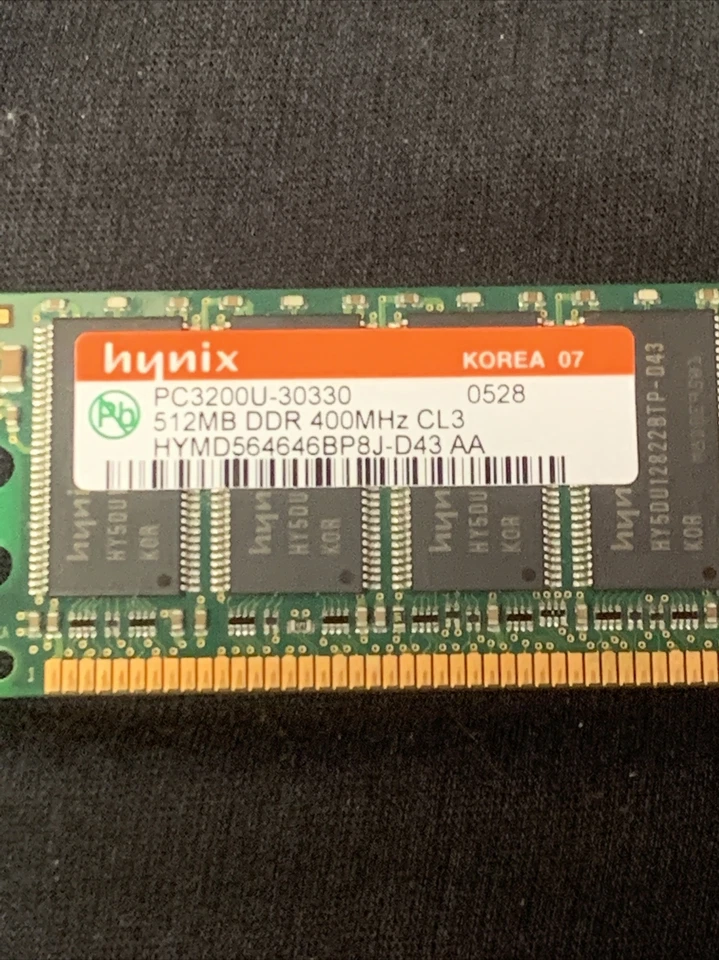 hynix KOREA 07
PC3200U-30330 0528
Pb 512MB DDR 400MHz CL3
HYMD564646BP8J-D43 AA
hynix
HY5DU
KOR
hynix
HY5DU
KOR
hynix
HY5DU
KOR
hynix
HY5DU12822BTP-D43
KOR